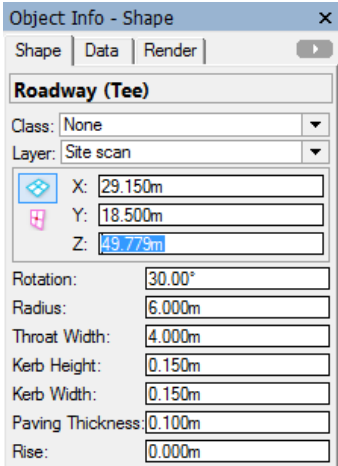 Object Info - Shape
Shape Data Render
Roadway (Tee)
Class: None
Layer: Site scan
X: 29.150m
Y: 18.500m
Z: 49.779m
Rotation: 30.00°
Radius: 6.000m
Throat Width: 4.000m
Kerb Height: 0.150m
Kerb Width: 0.150m
Paving Thickness: 0.100m
Rise: 0.000m